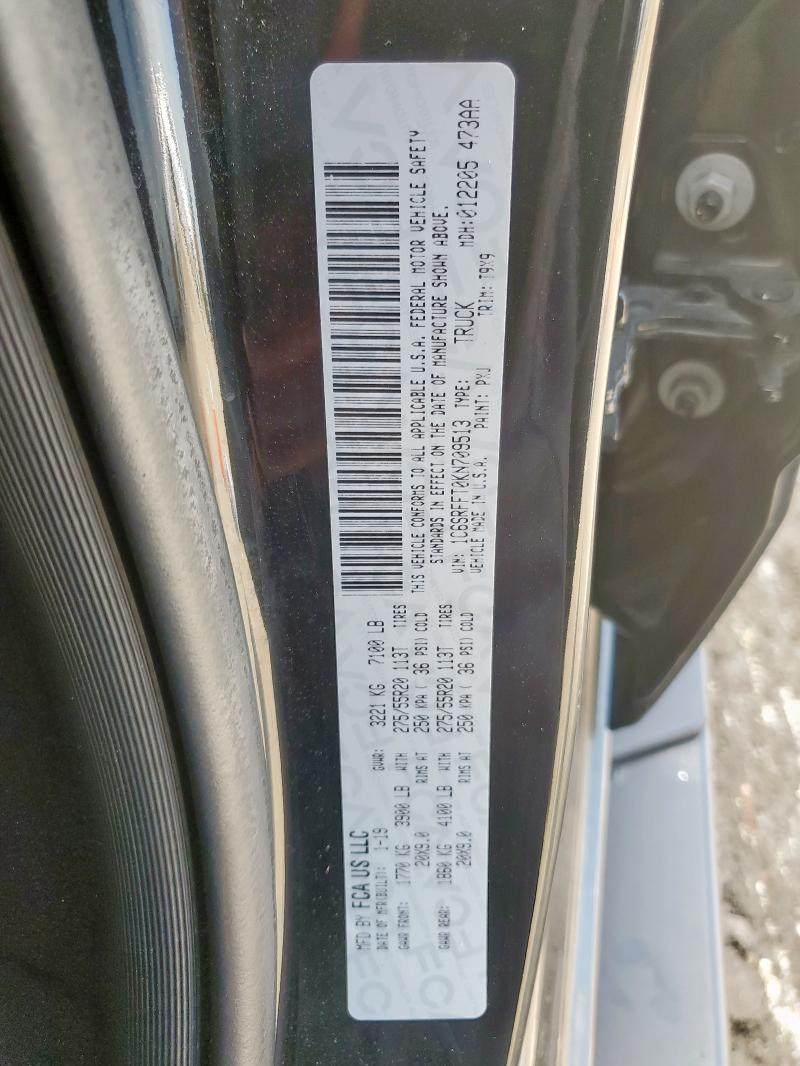 MFD BY FCA US LLC
DATE OF MFR(BUILT): 1-19 GVWR: 3221 KG 7100 LB
GAWR FRONT: 1770 KG 3900 LB WITH 275/55R20 113T TIRES
20X9.0 RIMS AT 250 KPA ( 36 PSI) COLD
GAWR REAR: 1860 KG 4100 LB WITH 275/55R20 113T TIRES
20X9.0 RIMS AT 250 KPA ( 36 PSI) COLD
THIS VEHICLE CONFORMS TO ALL APPLICABLE U.S.A. FEDERAL MOTOR VEHICLE SAFETY
STANDARDS IN EFFECT ON THE DATE OF MANUFACTURE SHOWN ABOVE.
VIN: 1C6SRFFT0KN709513 TYPE: TRUCK MDH:012205 473AA
VEHICLE MADE IN U.S.A. PAINT: PXJ TRIM: T9X9